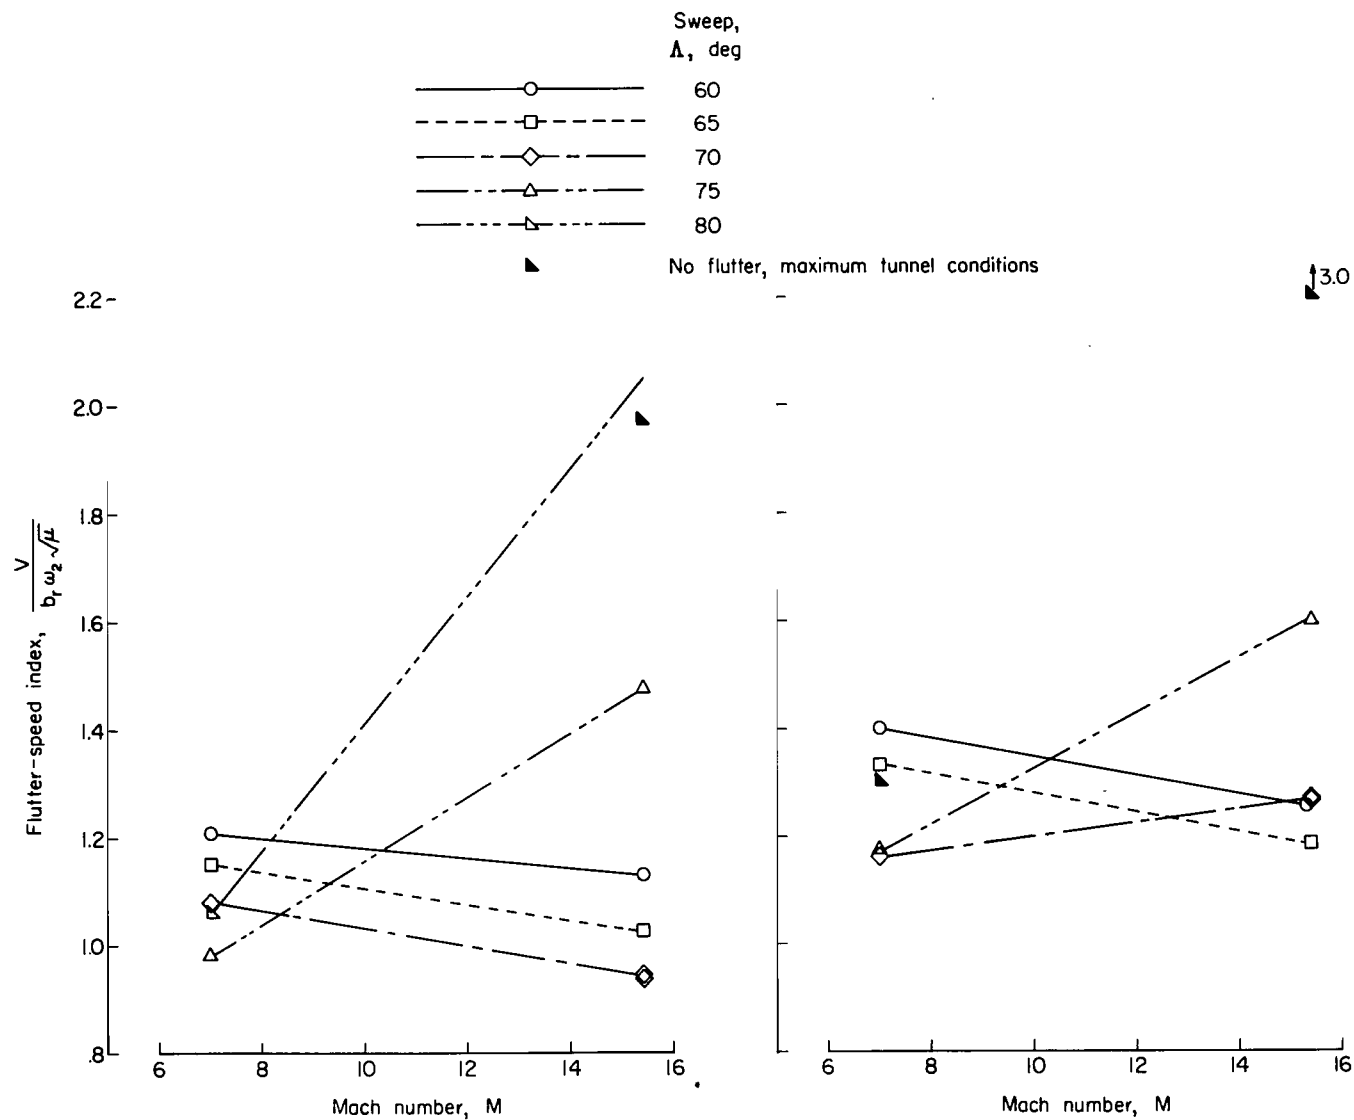 Sweep,
Λ, deg
60
65
70
75
80
No flutter, maximum tunnel conditions
3.0
2.2
2.0
1.8
1.6
1.4
1.2
1.0
.8
Flutter-speed index, V / b_r ω_2 √μ
6 8 10 12 14 16
Mach number, M
6 8 10 12 14 16
Mach number, M